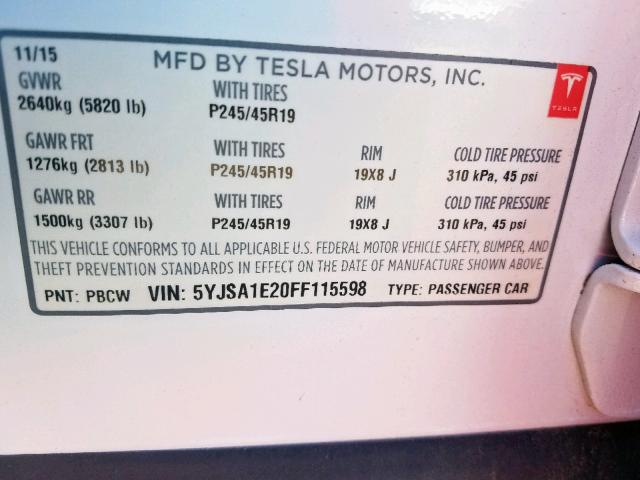 11/15 MFD BY TESLA MOTORS, INC.
GVWR WITH TIRES
2640kg (5820 lb) P245/45R19
TESLA
GAWR FRT WITH TIRES RIM COLD TIRE PRESSURE
1276kg (2813 lb) P245/45R19 19X8 J 310 kPa, 45 psi
GAWR RR WITH TIRES RIM COLD TIRE PRESSURE
1500kg (3307 lb) P245/45R19 19X8 J 310 kPa, 45 psi
THIS VEHICLE CONFORMS TO ALL APPLICABLE U.S. FEDERAL MOTOR VEHICLE SAFETY, BUMPER, AND
THEFT PREVENTION STANDARDS IN EFFECT ON THE DATE OF MANUFACTURE SHOWN ABOVE.
PNT: PBCW VIN: 5YJSA1E20FF115598 TYPE: PASSENGER CAR